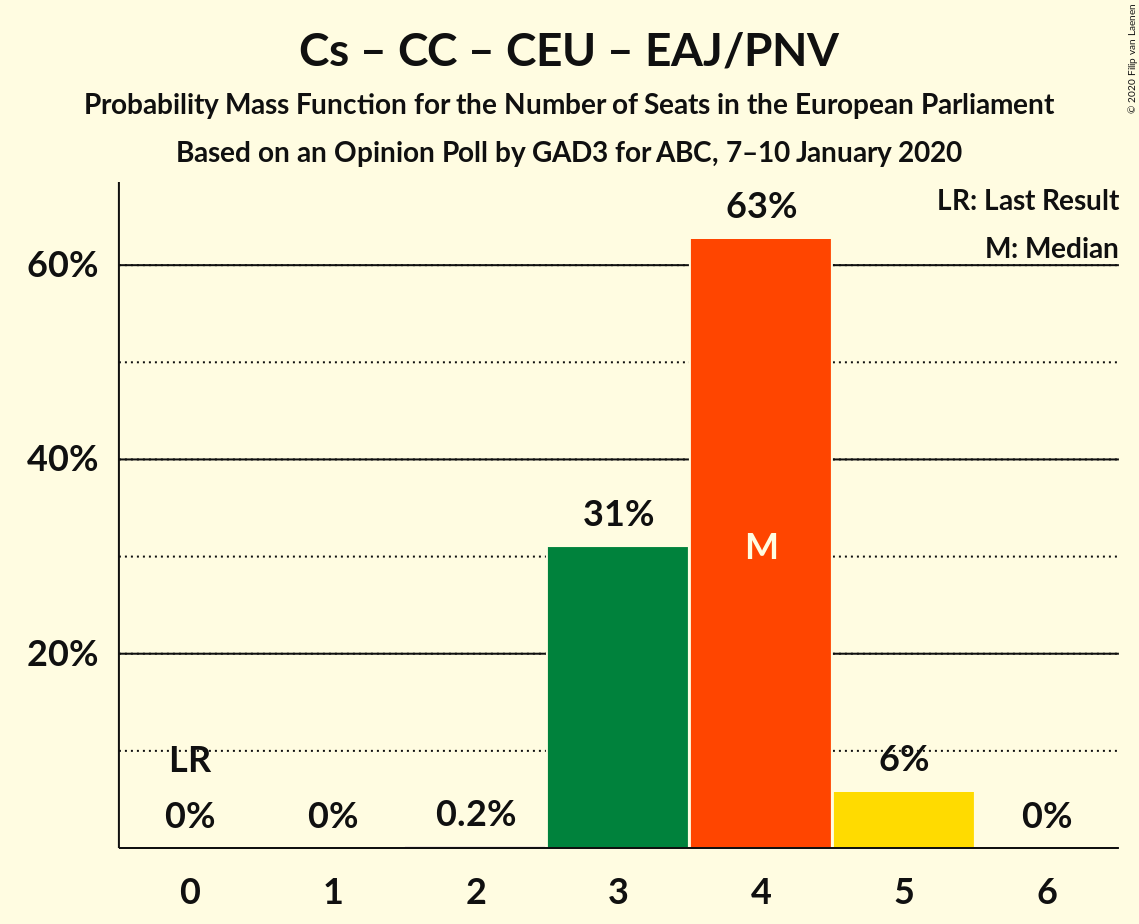 Cs – CC – CEU – EAJ/PNV
Probability Mass Function for the Number of Seats in the European Parliament
Based on an Opinion Poll by GAD3 for ABC, 7–10 January 2020
© 2020 Filip van Laenen
LR: Last Result
M: Median
60%
40%
20%
LR
0%
0%
0.2%
31%
63%
M
6%
0%
0
1
2
3
4
5
6